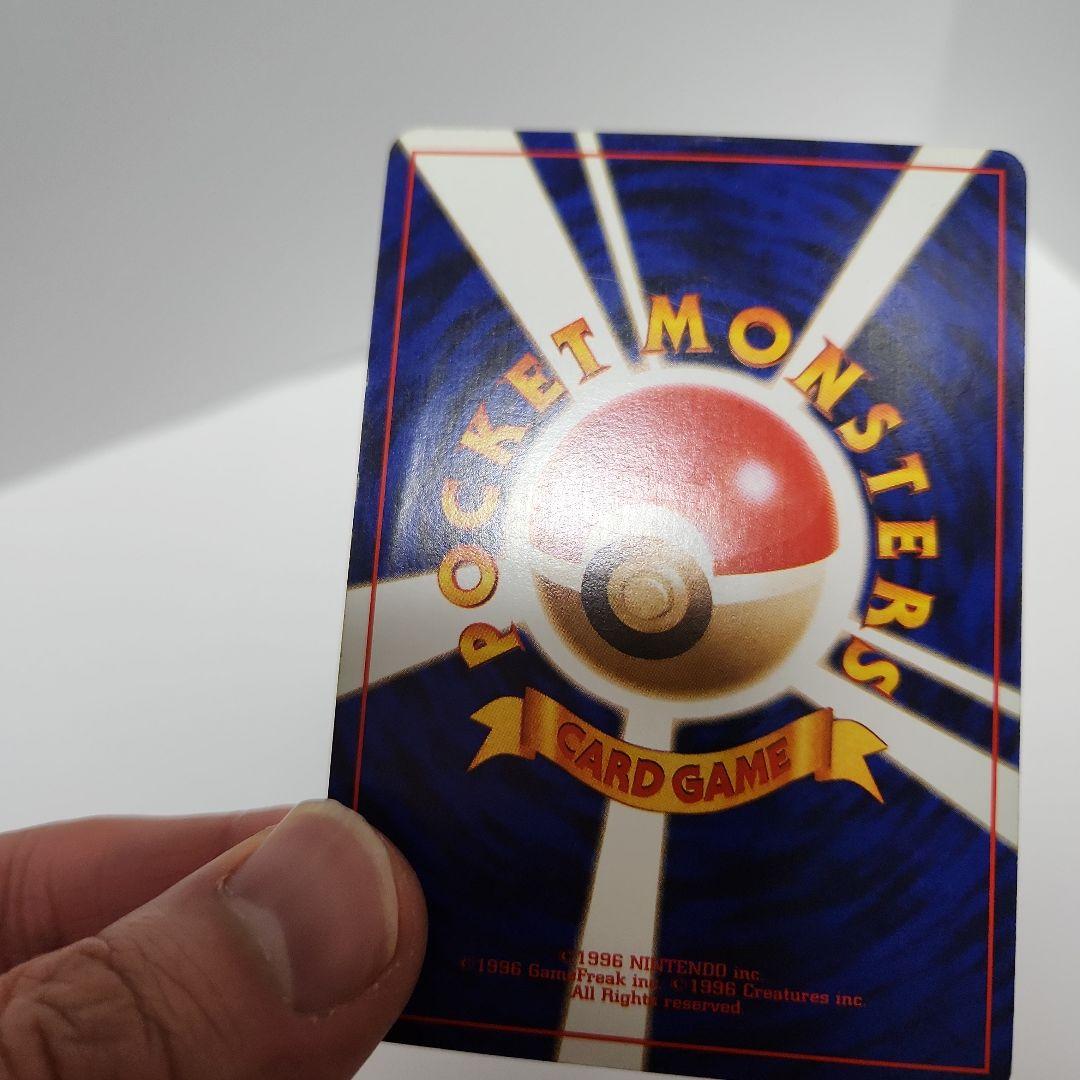 POCKET MONSTERS
CARD GAME
©1996 NINTENDO inc.
©1996 GameFreak inc. ©1996 Creatures inc.
All Rights reserved